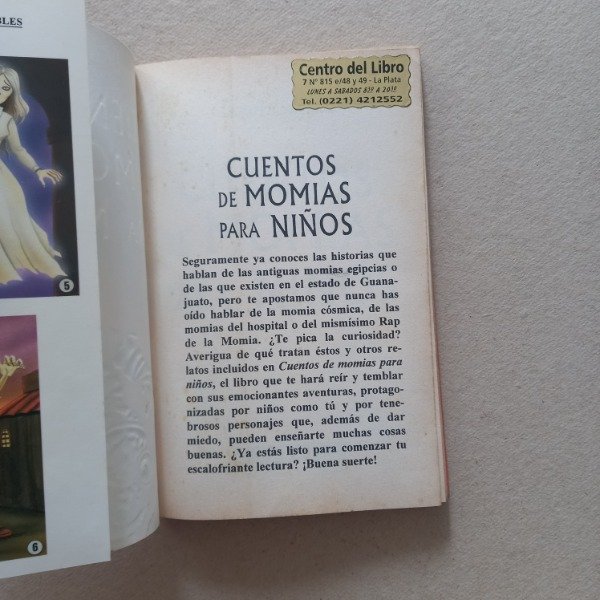 BLES
5
6
Centro del Libro
7 Nº 815 e/48 y 49 - La Plata
LUNES A SABADOS 8³⁰ A 20¹⁵
Tel. (0221) 4212552
CUENTOS
DE MOMIAS
PARA NIÑOS
Seguramente ya conoces las historias que
hablan de las antiguas momias egipcias o
de las que existen en el estado de Guana-
juato, pero te apostamos que nunca has
oído hablar de la momia cósmica, de las
momias del hospital o del mismísimo Rap
de la Momia. ¿Te pica la curiosidad?
Averigua de qué tratan éstos y otros re-
latos incluidos en Cuentos de momias para
niños, el libro que te hará reír y temblar
con sus emocionantes aventuras, protago-
nizadas por niños como tú y por tene-
brosos personajes que, además de dar
miedo, pueden enseñarte muchas cosas
buenas. ¿Ya estás listo para comenzar tu
escalofriante lectura? ¡Buena suerte!